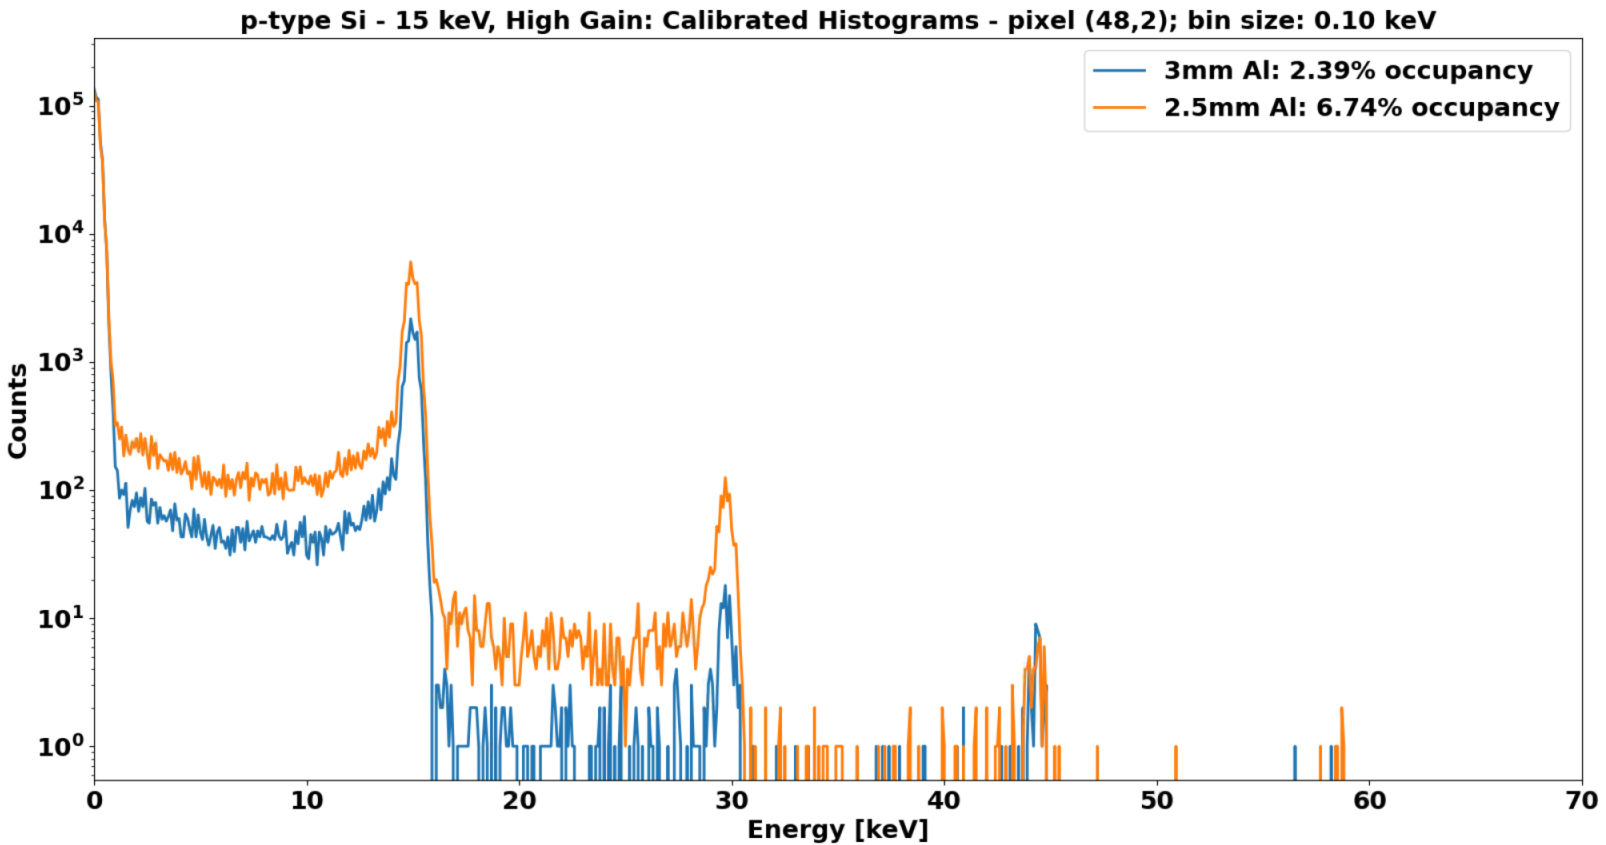 p-type Si - 15 keV, High Gain: Calibrated Histograms - pixel (48,2); bin size: 0.10 keV
3mm Al: 2.39% occupancy
2.5mm Al: 6.74% occupancy
Counts
10⁵
10⁴
10³
10²
10¹
10⁰
0 10 20 30 40 50 60 70
Energy [keV]